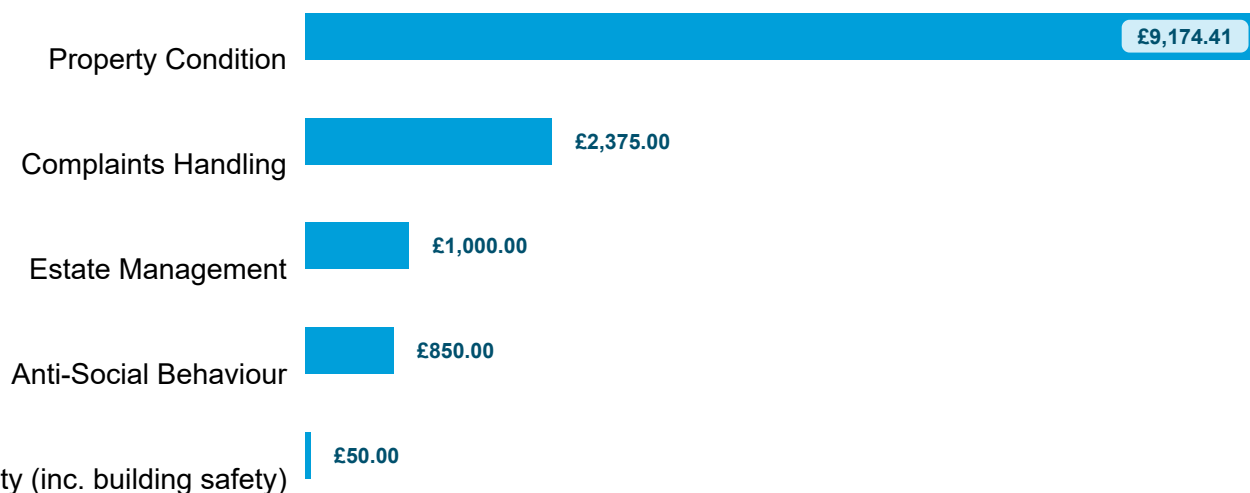 Property Condition £9,174.41
Complaints Handling £2,375.00
Estate Management £1,000.00
Anti-Social Behaviour £850.00
ty (inc. building safety) £50.00